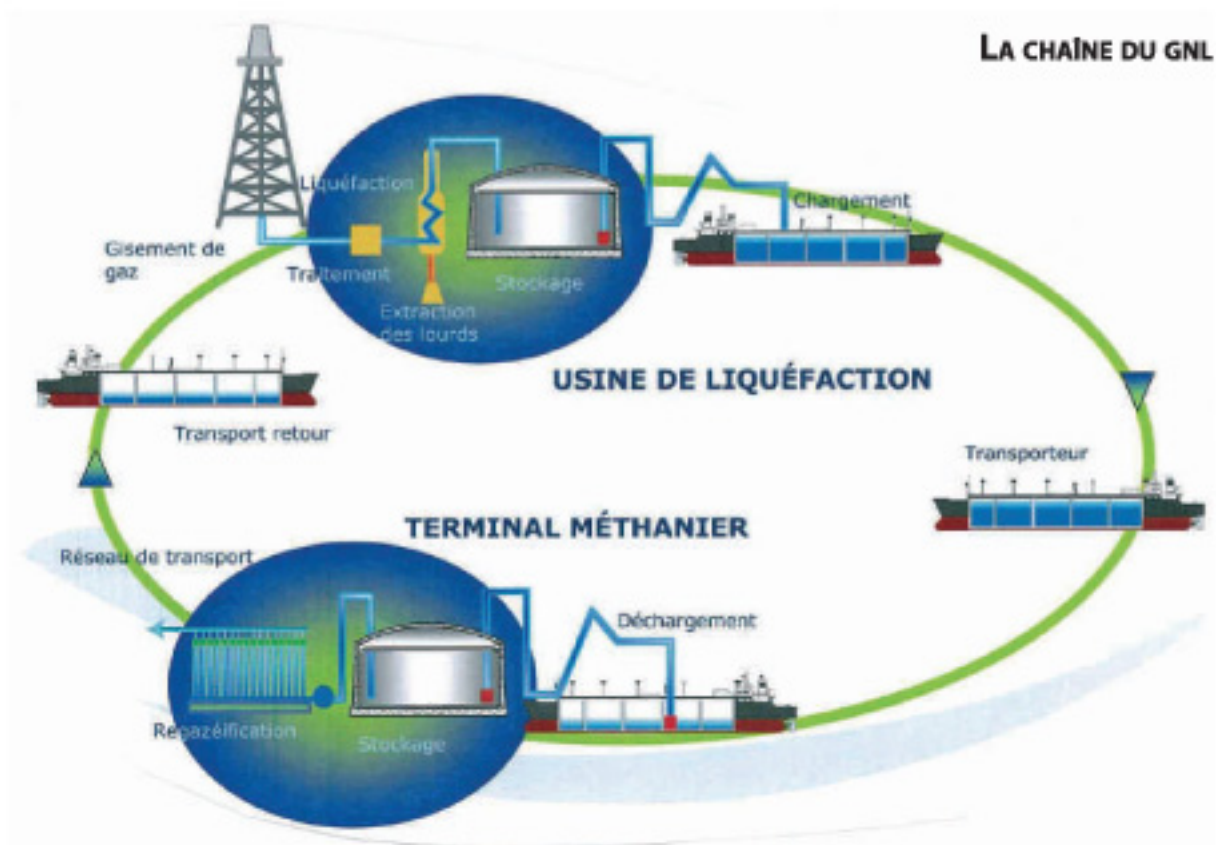 LA CHAÎNE DU GNL
Liquéfaction
Chargement
Gisement de
gaz
Traitement
Stockage
Extraction
des lourds
USINE DE LIQUÉFACTION
Transport retour
Transporteur
TERMINAL MÉTHANIER
Réseau de transport
Déchargement
Regazéification
Stockage